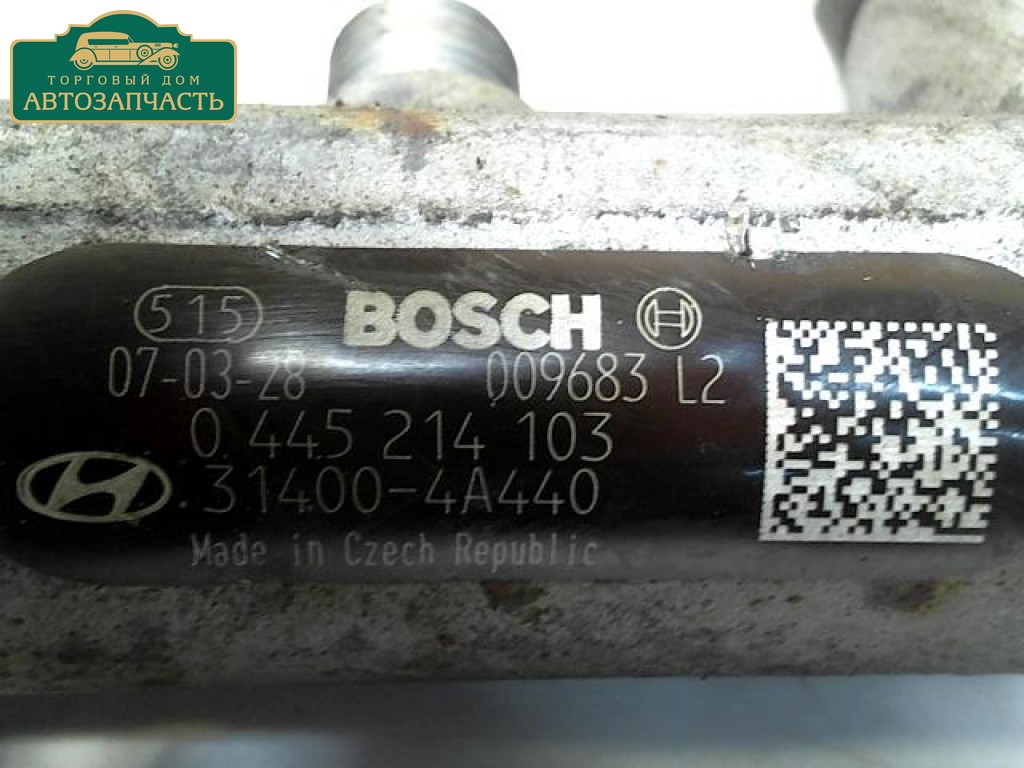 ТОРГОВЫЙ ДОМ
АВТОЗАПЧАСТЬ
515 BOSCH
07-03-28 009683 L2
0 445 214 103
31400-4A440
Made in Czech Republic